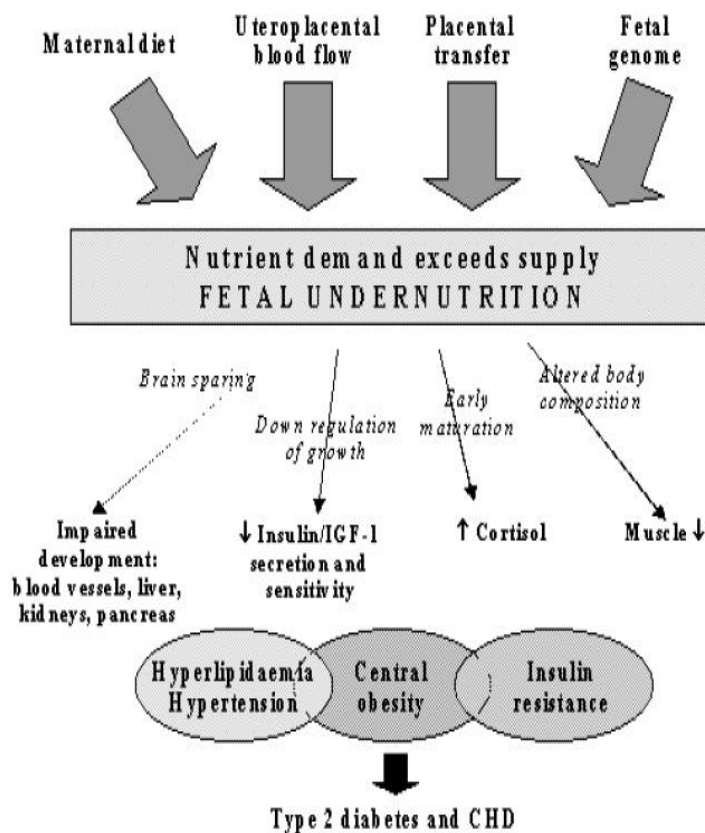 Maternal diet
Uteroplacental
blood flow
Placental
transfer
Fetal
genome
Nutrient demand exceeds supply
FETAL UNDERNUTRITION
Brain sparing
Down regulation
of growth
Early
maturation
Altered body
composition
Impaired
development:
blood vessels, liver,
kidneys, pancreas
↓ Insulin/IGF-1
secretion and
sensitivity
↑ Cortisol
Muscle ↓
Hyperlipidaemia
Hypertension
Central
obesity
Insulin
resistance
Type 2 diabetes and CHD